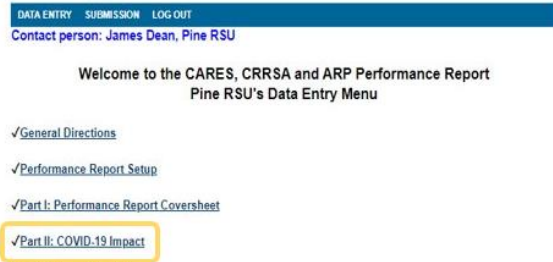 DATA ENTRY SUBMISSION LOG OUT
Contact person: James Dean, Pine RSU
Welcome to the CARES, CRRSA and ARP Performance Report
Pine RSU's Data Entry Menu
√General Directions
√Performance Report Setup
√Part I: Performance Report Coversheet
√Part II: COVID-19 Impact